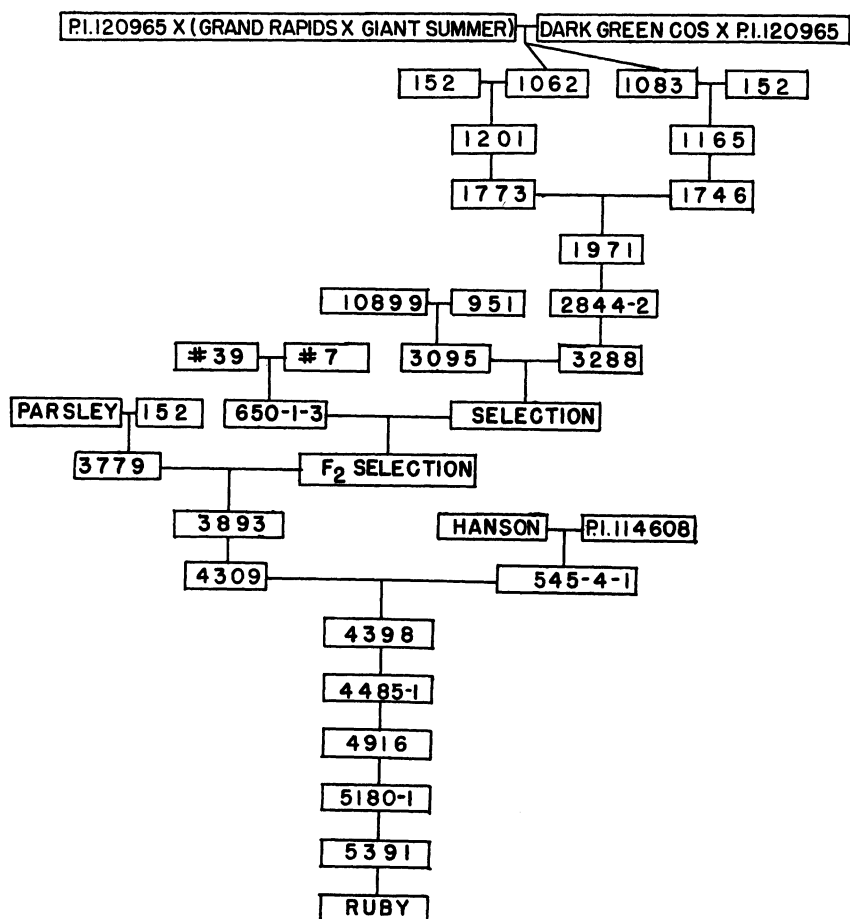 P.I.120965 X (GRAND RAPIDS X GIANT SUMMER) DARK GREEN COS X P.I.120965
152 1062 1083 152
1201 1165
1773 1746
1971
10899 951 2844-2
#39 #7 3095 3288
PARSLEY 152 650-1-3 SELECTION
3779 F2 SELECTION
3893 HANSON P.I.114608
4309 545-4-1
4398
4485-1
4916
5180-1
5391
RUBY